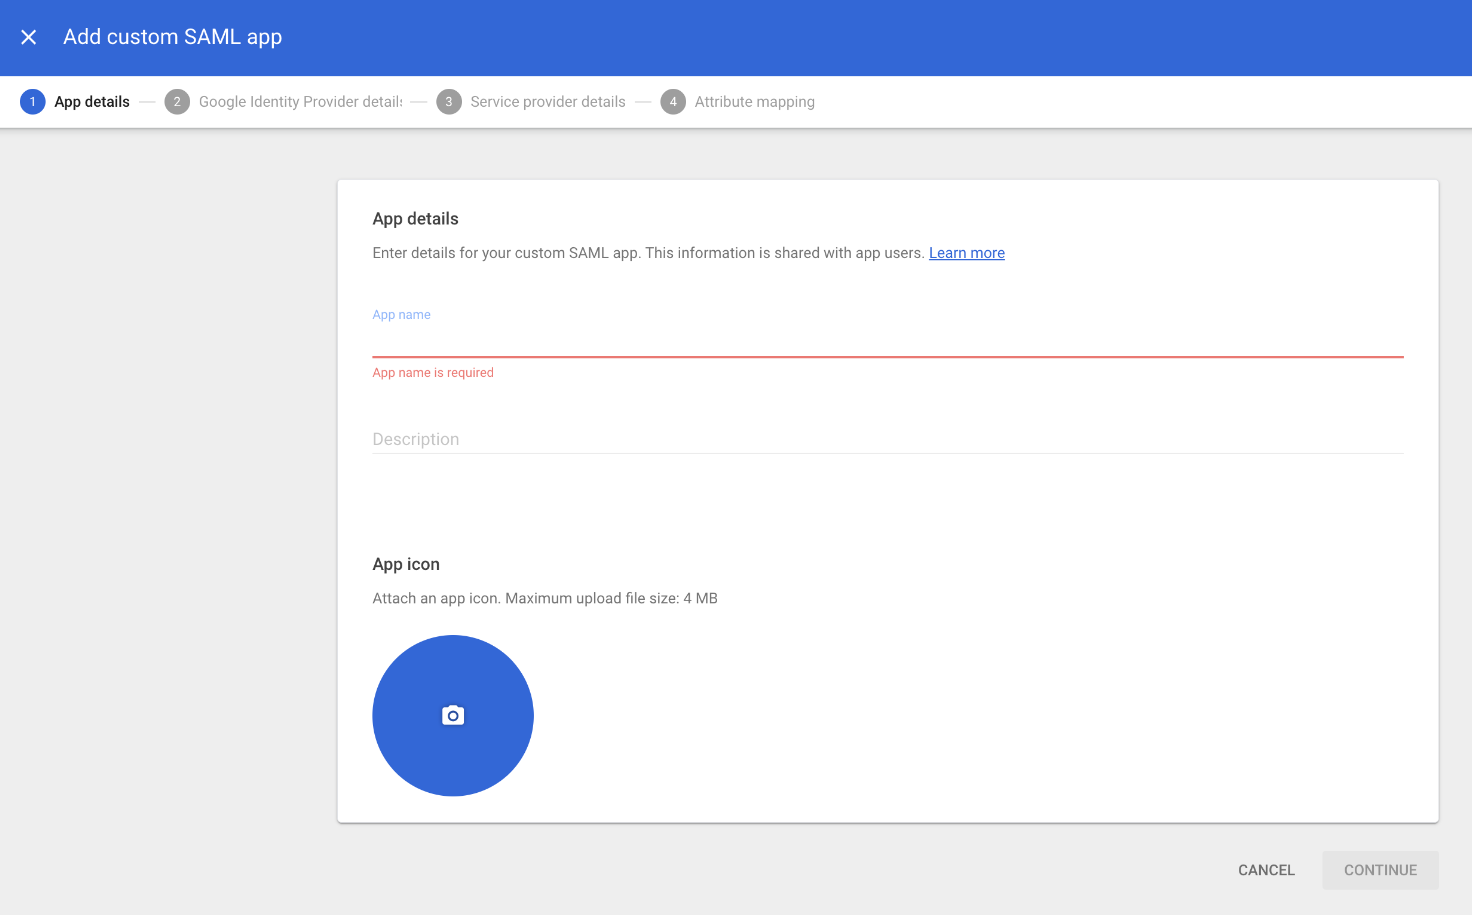 Add custom SAML app
1 App details 2 Google Identity Provider details 3 Service provider details 4 Attribute mapping
App details
Enter details for your custom SAML app. This information is shared with app users. Learn more
App name
App name is required
Description
App icon
Attach an app icon. Maximum upload file size: 4 MB
CANCEL CONTINUE